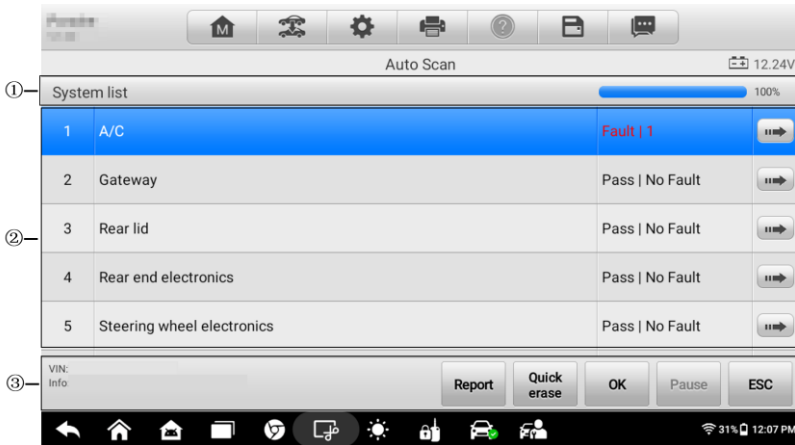 M
Auto Scan
12.24V
①
System list
100%
1 A/C Fault | 1
2 Gateway Pass | No Fault
②
3 Rear lid Pass | No Fault
4 Rear end electronics Pass | No Fault
5 Steering wheel electronics Pass | No Fault
③
VIN:
Info
Report
Quick
erase
OK
Pause
ESC
31% 12:07 PM